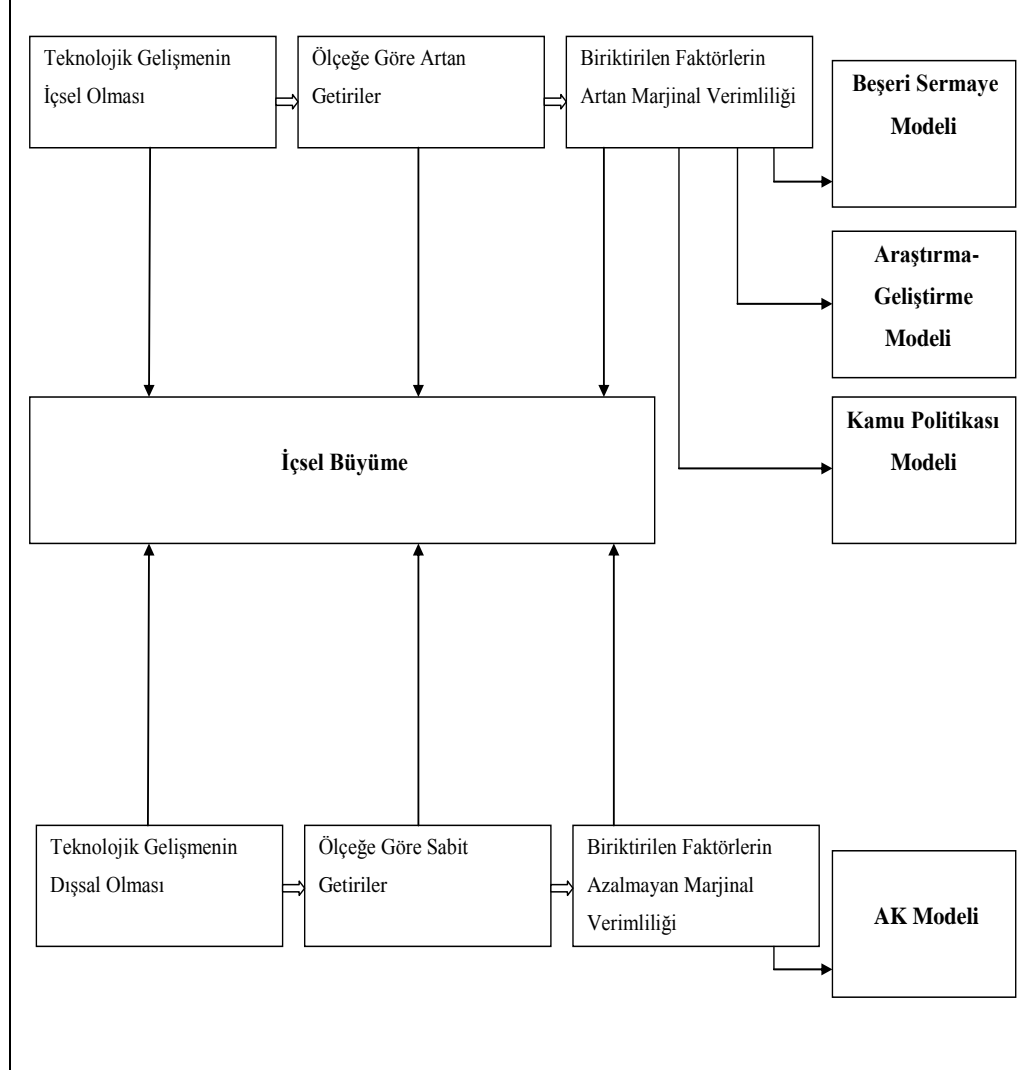 Teknolojik Gelişmenin
İçsel Olması
Ölçeğe Göre Artan
Getiriler
Biriktirilen Faktörlerin
Artan Marjinal Verimliliği
Beşeri Sermaye
Modeli
Araştırma-
Geliştirme
Modeli
Kamu Politikası
Modeli
İçsel Büyüme
Teknolojik Gelişmenin
Dışsal Olması
Ölçeğe Göre Sabit
Getiriler
Biriktirilen Faktörlerin
Azalmayan Marjinal
Verimliliği
AK Modeli